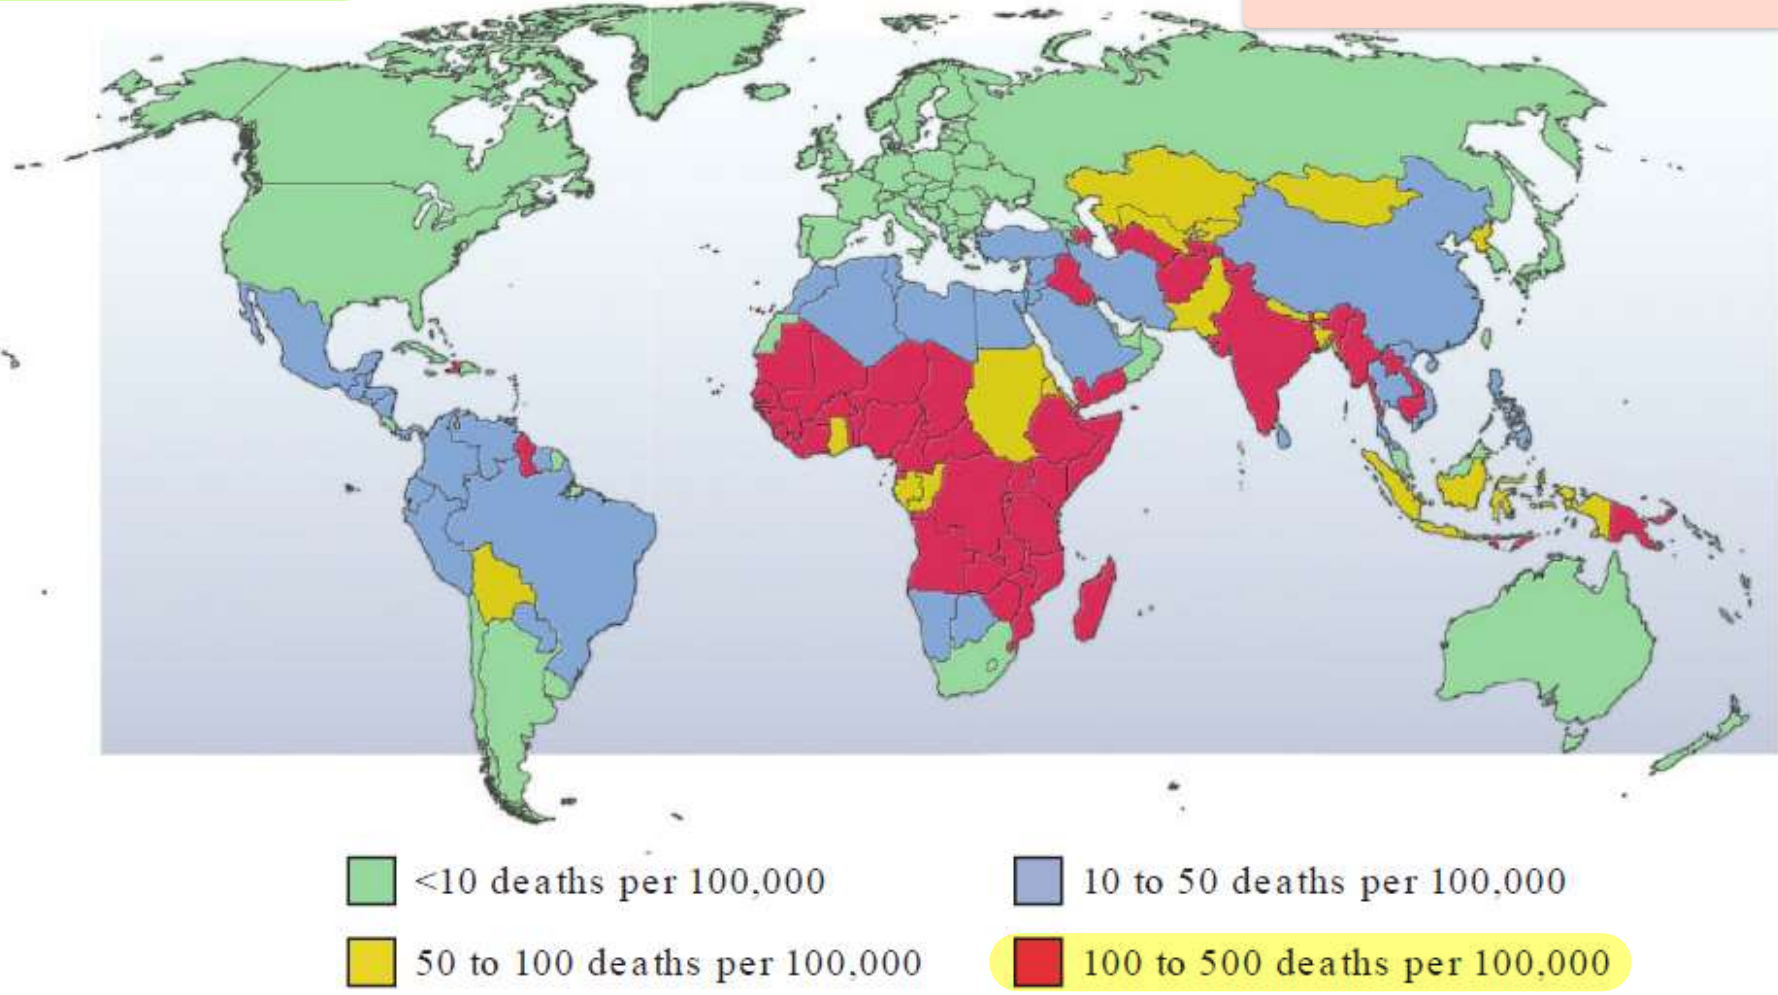 <10 deaths per 100,000
10 to 50 deaths per 100,000
50 to 100 deaths per 100,000
100 to 500 deaths per 100,000